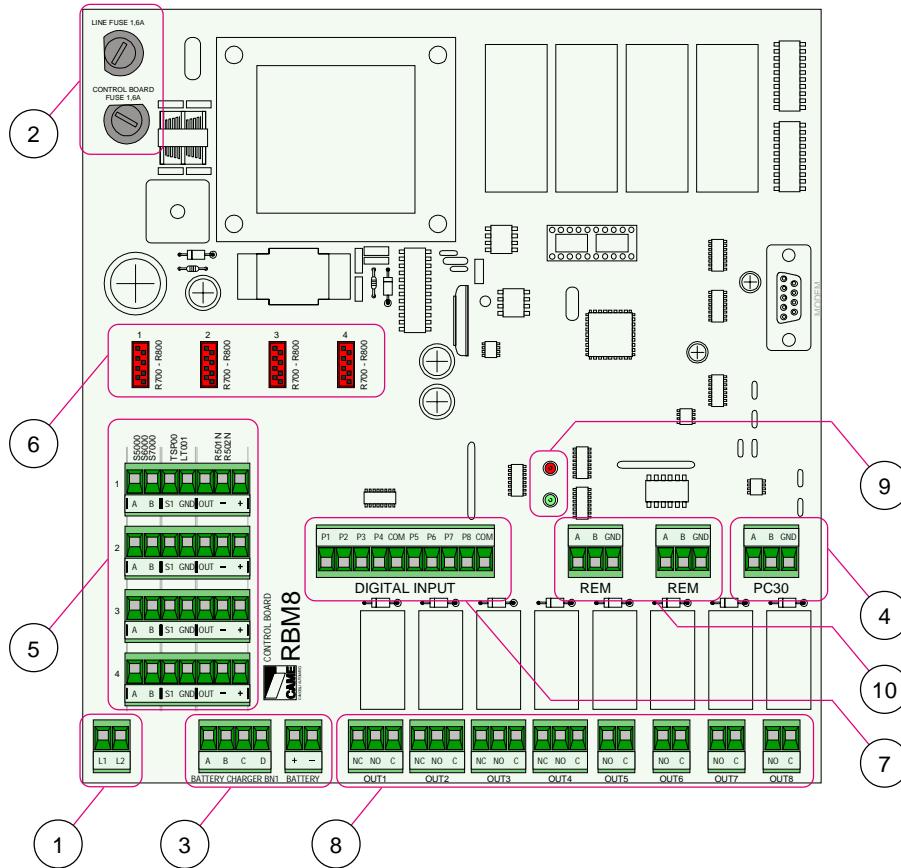 LINE FUSE 1,6A
CONTROL BOARD
FUSE 1,6A
2
MODEM
1 2 3 4
R700 - R800 R700 - R800 R700 - R800 R700 - R800
6
S5000
S6000
S7000
TSP00
LT001
R501N
R502N
1
A B S1 GND OUT - +
2
A B S1 GND OUT - +
3
A B S1 GND OUT - +
4
A B S1 GND OUT - +
5
9
P1 P2 P3 P4 COM P5 P6 P7 P8 COM
DIGITAL INPUT
A B GND
REM
A B GND
REM
A B GND
PC30
4
10
7
CONTROL BOARD
RBM8
CAME
L1 L2
A B C D
BATTERY CHARGER BN1
+ -
BATTERY
NC NO C NC NO C NC NO C NC NO C NO C NO C NO C NO C
OUT1 OUT2 OUT3 OUT4 OUT5 OUT6 OUT7 OUT8
1 3 8